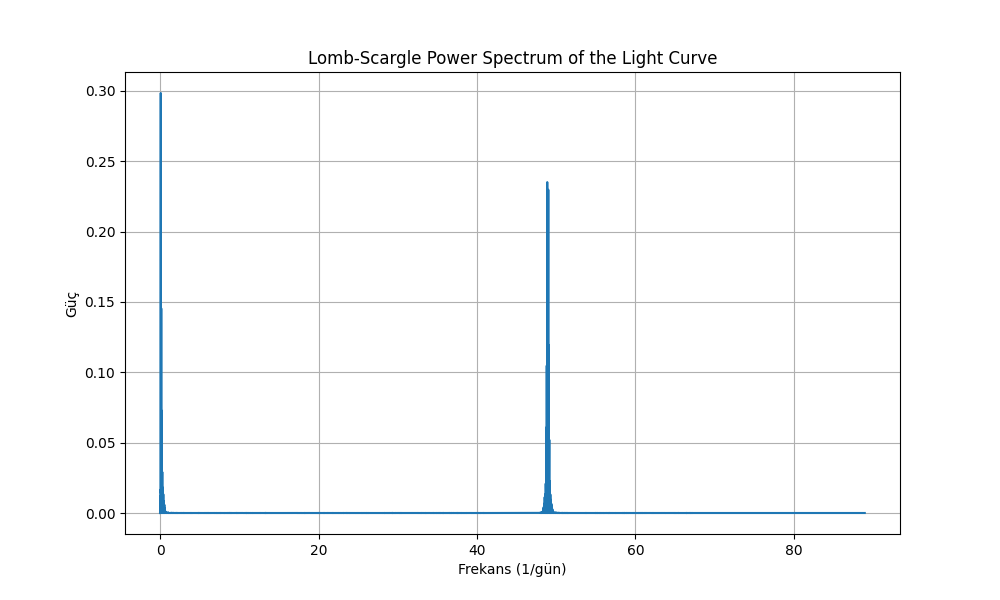 Lomb-Scargle Power Spectrum of the Light Curve
0.30
0.25
0.20
0.15
0.10
0.05
0.00
Güç
0 20 40 60 80
Frekans (1/gün)